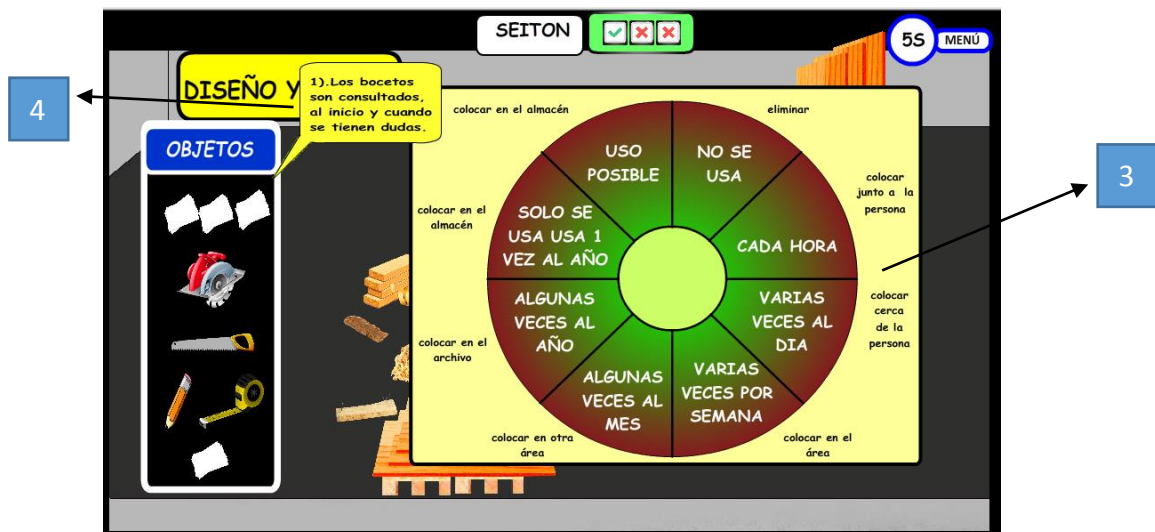 SEITON
5S
MENÚ
4
DISEÑO Y
1).Los bocetos
son consultados,
al inicio y cuando
se tienen dudas.
OBJETOS
colocar en el almacén
eliminar
colocar
junto a la
persona
3
colocar en el
almacén
colocar
cerca
de la
persona
colocar en el
archivo
colocar en otra
área
colocar en el
área
USO
POSIBLE
NO SE
USA
SOLO SE
USA USA 1
VEZ AL AÑO
CADA HORA
ALGUNAS
VECES AL
AÑO
VARIAS
VECES AL
DIA
ALGUNAS
VECES AL
MES
VARIAS
VECES POR
SEMANA